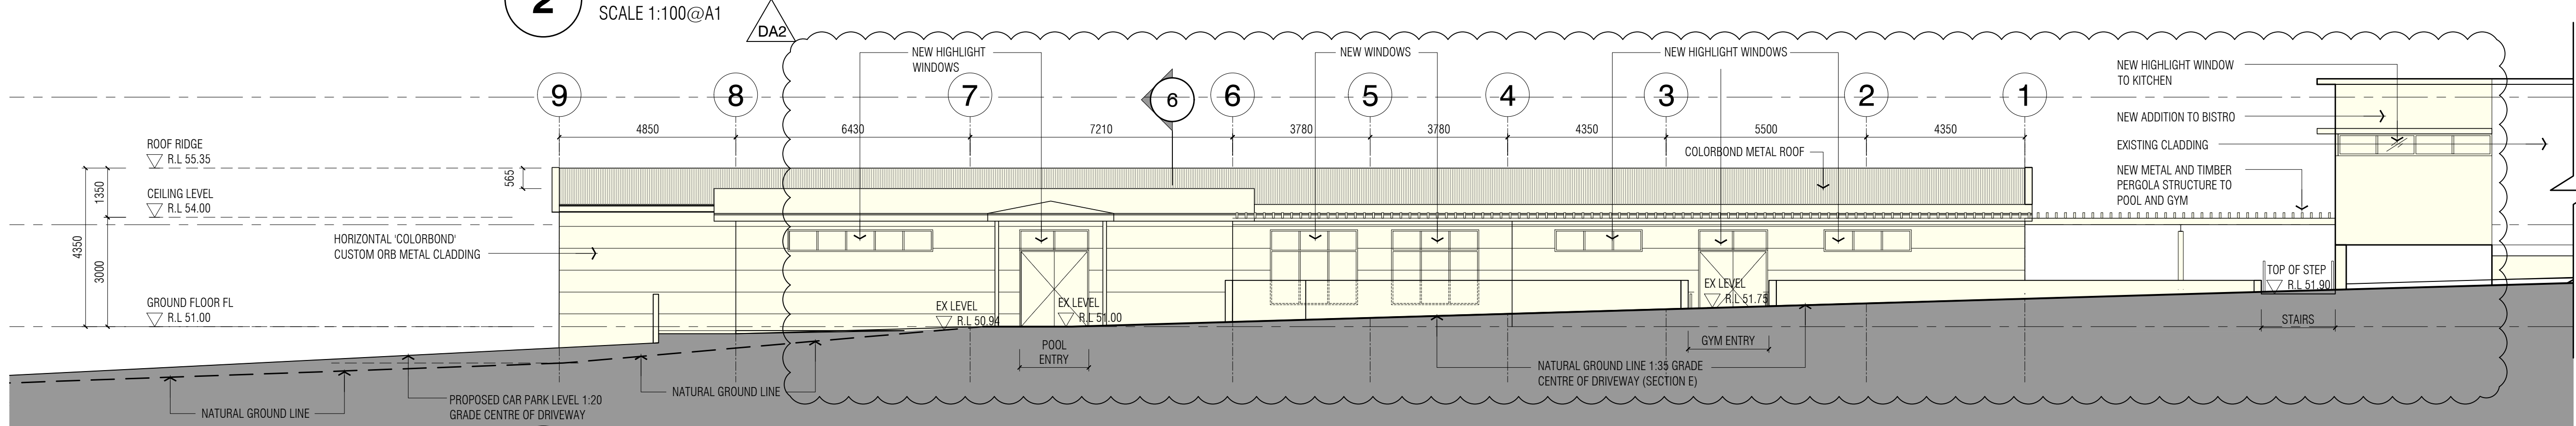 2
SCALE 1:100@A1
DA2
NEW HIGHLIGHT
WINDOWS
NEW WINDOWS
NEW HIGHLIGHT WINDOWS
NEW HIGHLIGHT WINDOW
TO KITCHEN
9
8
7
6
6
5
4
3
2
1
4850
6430
7210
3780
3780
4350
5500
4350
NEW ADDITION TO BISTRO
EXISTING CLADDING
NEW METAL AND TIMBER
PERGOLA STRUCTURE TO
POOL AND GYM
ROOF RIDGE
R.L 55.35
COLORBOND METAL ROOF
565
1350
CEILING LEVEL
R.L 54.00
4350
3000
HORIZONTAL 'COLORBOND'
CUSTOM ORB METAL CLADDING
GROUND FLOOR FL
R.L 51.00
EX LEVEL
R.L 50.94
EX LEVEL
R.L 51.00
EX LEVEL
R.L 51.75
TOP OF STEP
R.L 51.90
STAIRS
POOL
ENTRY
GYM ENTRY
NATURAL GROUND LINE 1:35 GRADE
CENTRE OF DRIVEWAY (SECTION E)
NATURAL GROUND LINE
PROPOSED CAR PARK LEVEL 1:20
GRADE CENTRE OF DRIVEWAY
NATURAL GROUND LINE